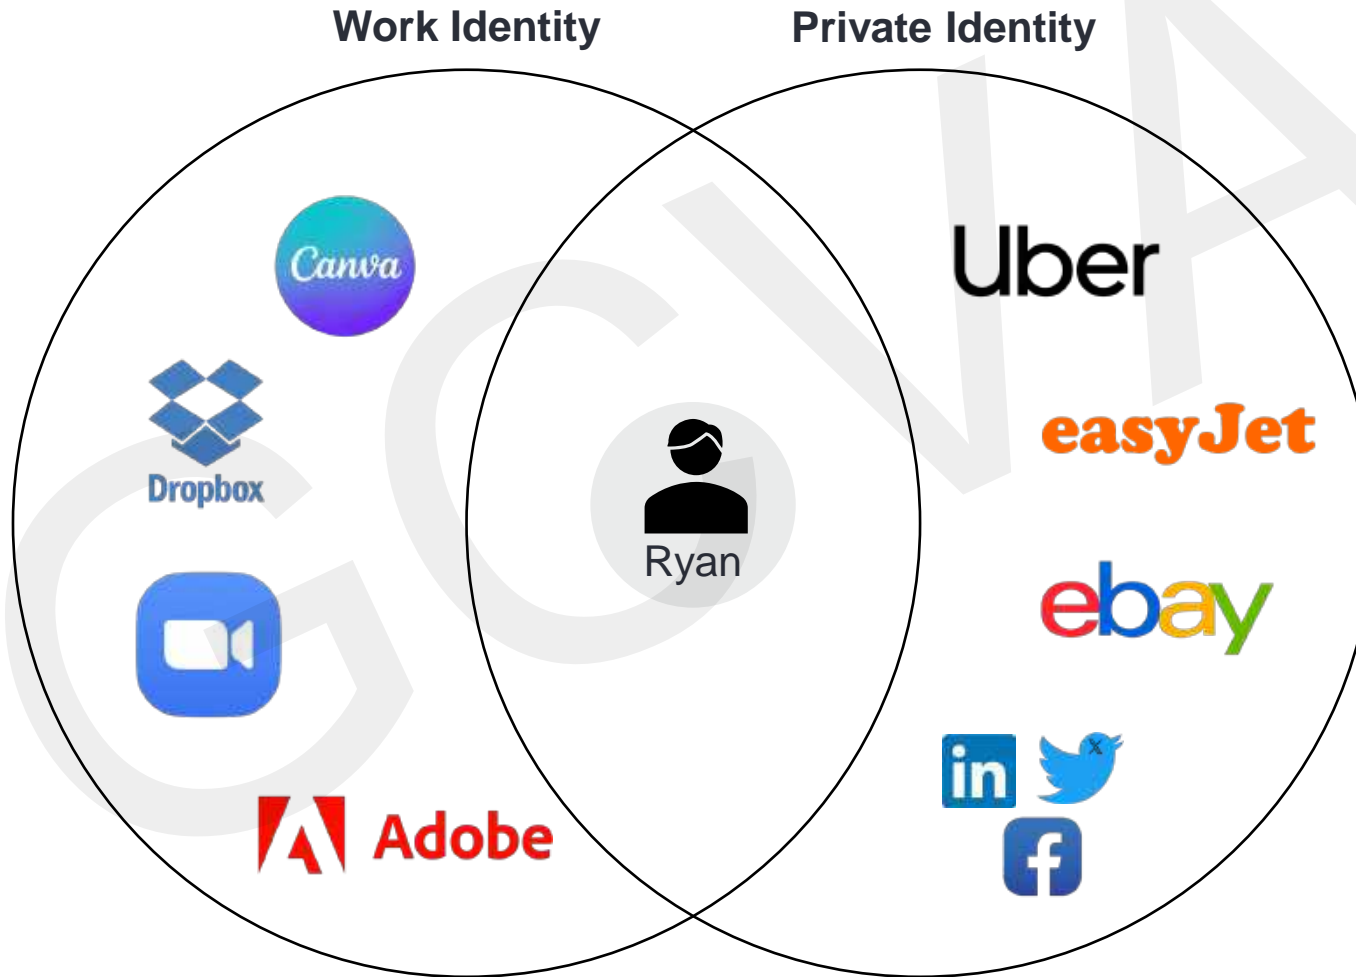 Work Identity
Private Identity
Canva
Uber
Dropbox
easyJet
Ryan
ebay
in
X
f
Adobe
GCVA